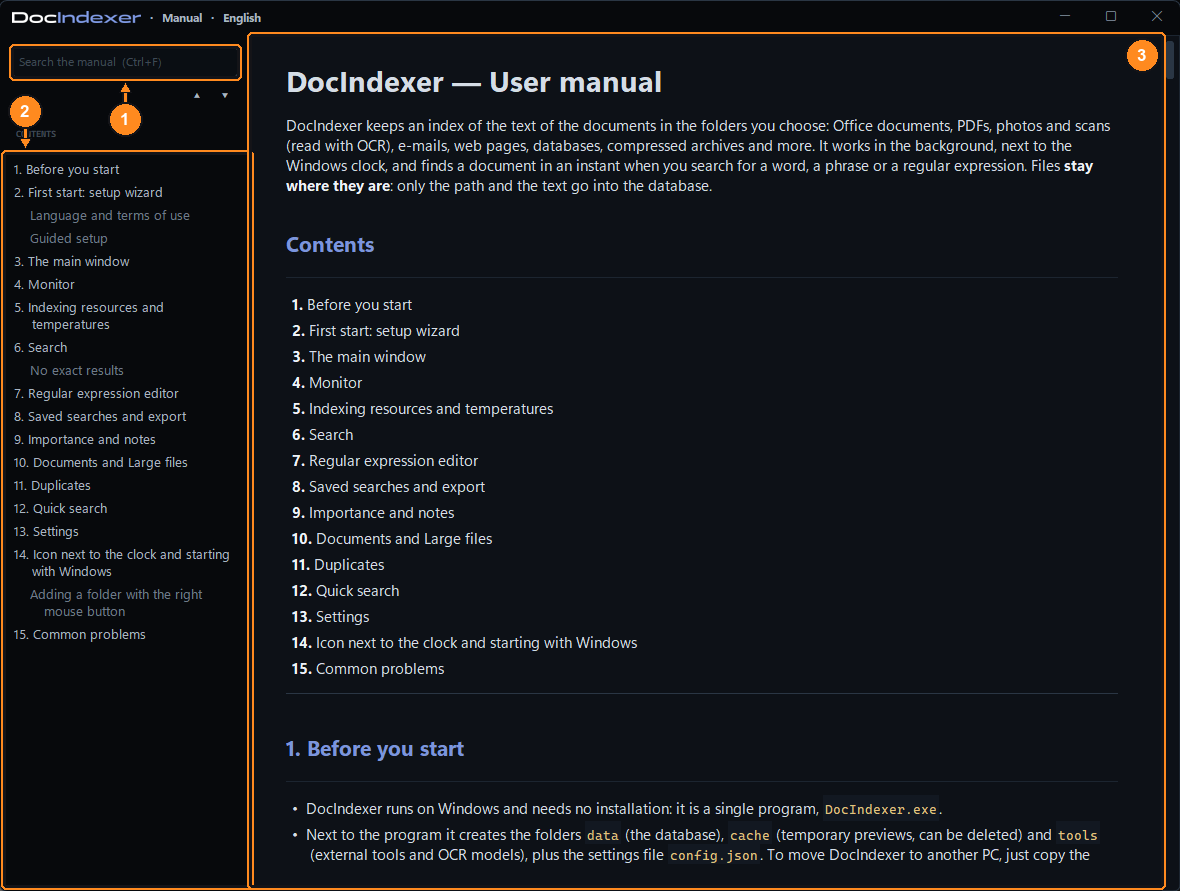 DocIndexer · Manual · English
Search the manual (Ctrl+F)
▲ ▼
1
2
3
1. Before you start
2. First start: setup wizard
Language and terms of use
Guided setup
3. The main window
4. Monitor
5. Indexing resources and
temperatures
6. Search
No exact results
7. Regular expression editor
8. Saved searches and export
9. Importance and notes
10. Documents and Large files
11. Duplicates
12. Quick search
13. Settings
14. Icon next to the clock and starting
with Windows
Adding a folder with the right
mouse button
15. Common problems
DocIndexer — User manual
DocIndexer keeps an index of the text of the documents in the folders you choose: Office documents, PDFs, photos and scans
(read with OCR), e-mails, web pages, databases, compressed archives and more. It works in the background, next to the
Windows clock, and finds a document in an instant when you search for a word, a phrase or a regular expression. Files stay
where they are: only the path and the text go into the database.
Contents
1. Before you start
2. First start: setup wizard
3. The main window
4. Monitor
5. Indexing resources and temperatures
6. Search
7. Regular expression editor
8. Saved searches and export
9. Importance and notes
10. Documents and Large files
11. Duplicates
12. Quick search
13. Settings
14. Icon next to the clock and starting with Windows
15. Common problems
1. Before you start
• DocIndexer runs on Windows and needs no installation: it is a single program, DocIndexer.exe.
• Next to the program it creates the folders data (the database), cache (temporary previews, can be deleted) and tools
(external tools and OCR models), plus the settings file config.json. To move DocIndexer to another PC, just copy the